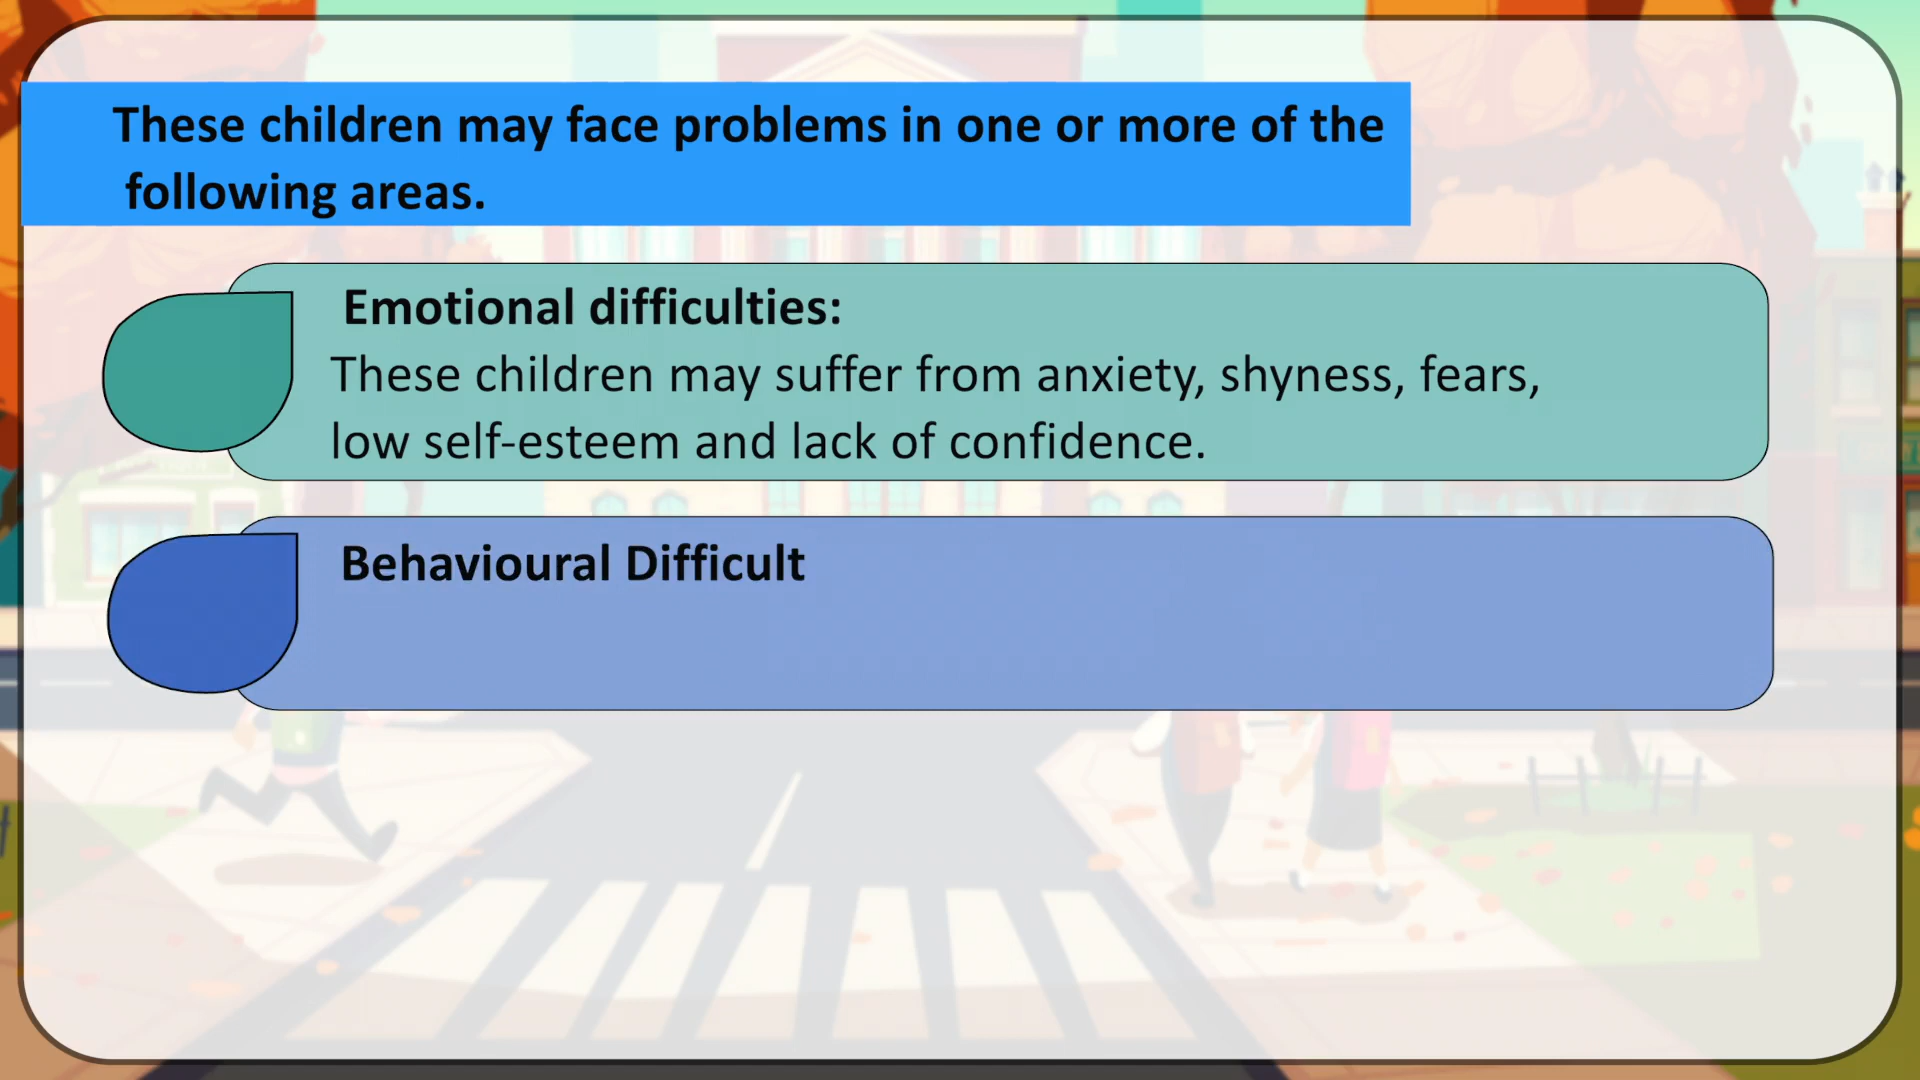 These children may face problems in one or more of the
following areas.
Emotional difficulties:
These children may suffer from anxiety, shyness, fears,
low self-esteem and lack of confidence.
Behavioural Difficult